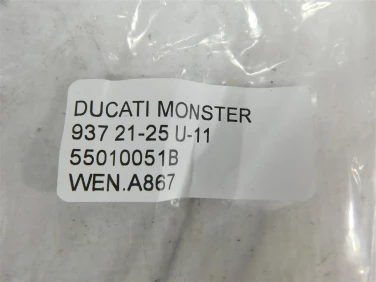 DUCATI MONSTER
937 21-25 U-11
55010051B
WEN.A867